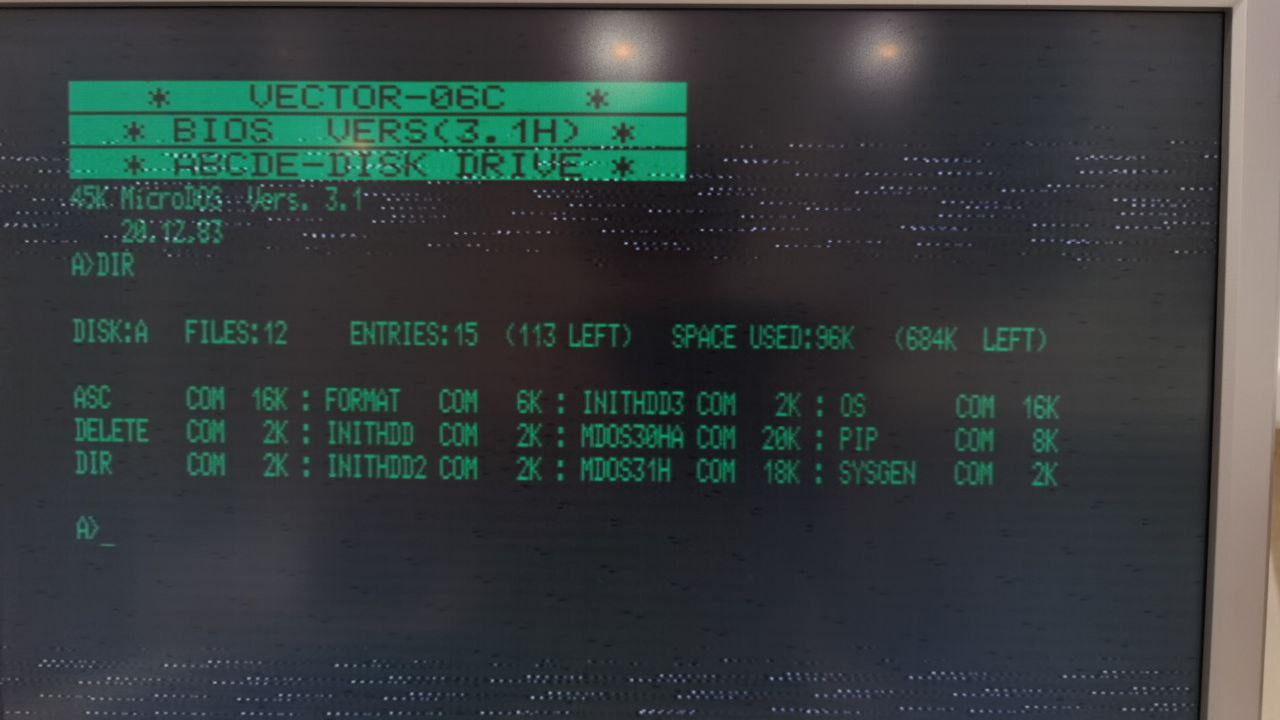 * VECTOR-06C *
* BIOS VERS(3.1H) *
* ABCDE-DISK DRIVE *
45K MicroDOS Vers. 3.1
20.12.83
A>DIR
DISK:A FILES:12 ENTRIES:15 (113 LEFT) SPACE USED:96K (684K LEFT)
ASC COM 16K : FORMAT COM 6K : INITHDD3 COM 2K : OS COM 16K
DELETE COM 2K : INITHDD COM 2K : MDOS30HA COM 20K : PIP COM 8K
DIR COM 2K : INITHDD2 COM 2K : MDOS31H COM 18K : SYSGEN COM 2K
A>_